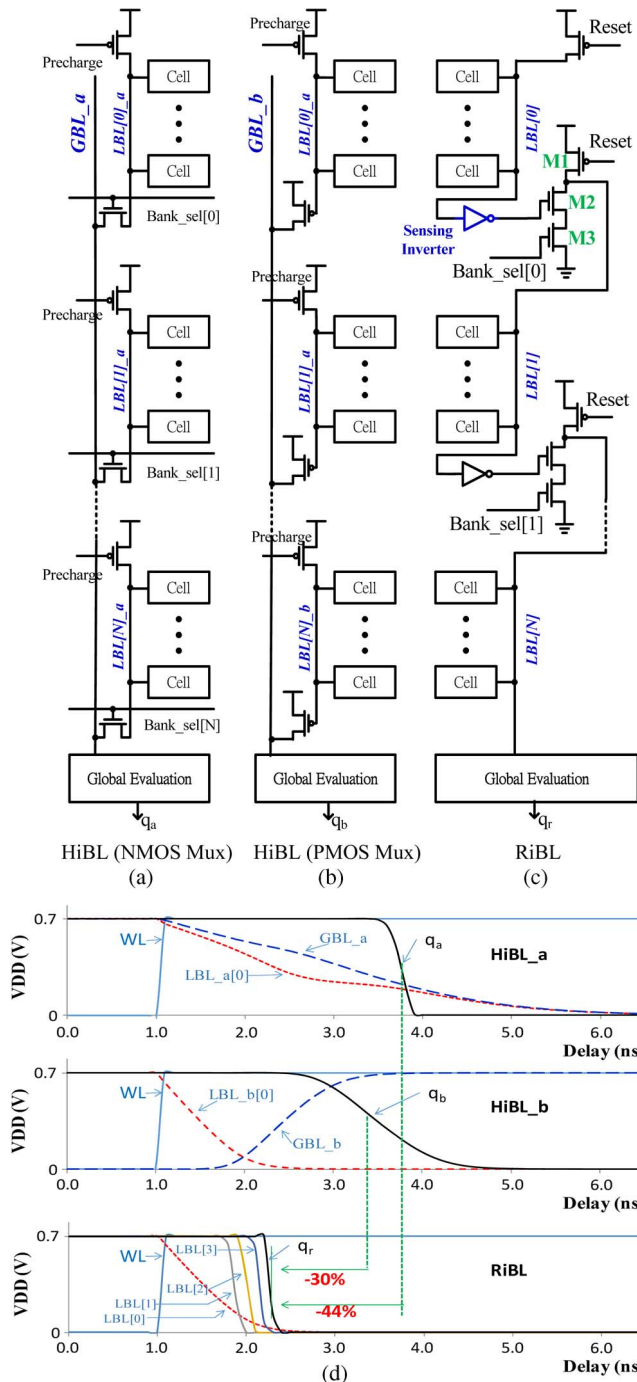 Precharge
GBL_a
LBL[0]_a
Cell
Cell
Bank_sel[0]
Precharge
LBL[1]_a
Cell
Cell
Bank_sel[1]
Precharge
LBL[N]_a
Cell
Cell
Bank_sel[N]
Global Evaluation
qa
HiBL (NMOS Mux)
(a)
Precharge
GBL_b
LBL[0]_a
Cell
Cell
Precharge
LBL[1]_a
Cell
Cell
Precharge
LBL[N]_b
Cell
Cell
Global Evaluation
qb
HiBL (PMOS Mux)
(b)
Reset
Cell
Cell
LBL[0]
M1
Reset
M2
Sensing
Inverter
M3
Bank_sel[0]
Cell
Cell
LBL[1]
Reset
Bank_sel[1]
Cell
Cell
LBL[N]
Global Evaluation
qr
RiBL
(c)
VDD (V)
0.7
0
WL
GBL_a
LBL_a[0]
qa
HiBL_a
0.0 1.0 2.0 3.0 4.0 5.0 6.0
Delay (ns
VDD (V)
0.7
0
WL
LBL_b[0]
GBL_b
qb
HiBL_b
0.0 1.0 2.0 3.0 4.0 5.0 6.0
Delay (ns
VDD (V)
0.7
0
WL
LBL[3]
LBL[2]
LBL[1]
LBL[0]
qr
RiBL
-30%
-44%
0.0 1.0 2.0 3.0 4.0 5.0 6.0
Delay (ns
(d)